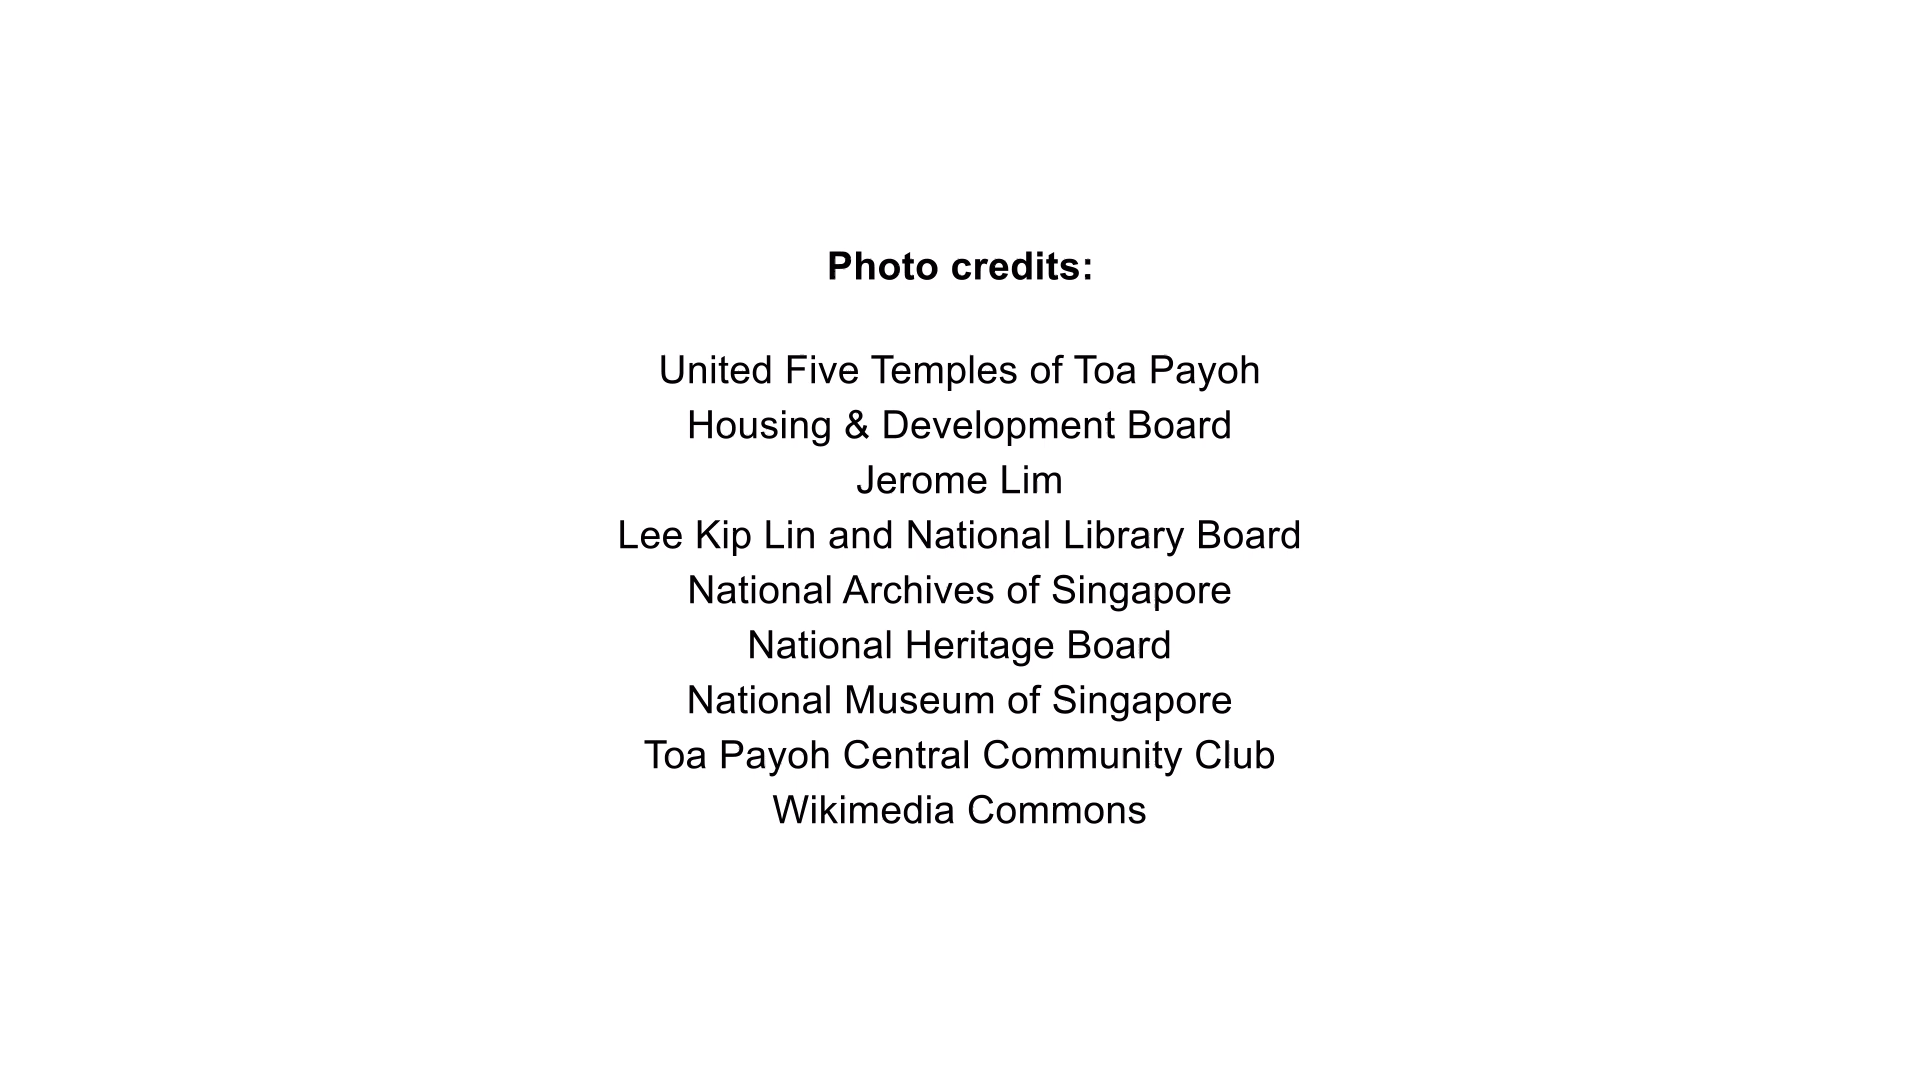 Photo credits:
United Five Temples of Toa Payoh
Housing & Development Board
Jerome Lim
Lee Kip Lin and National Library Board
National Archives of Singapore
National Heritage Board
National Museum of Singapore
Toa Payoh Central Community Club
Wikimedia Commons